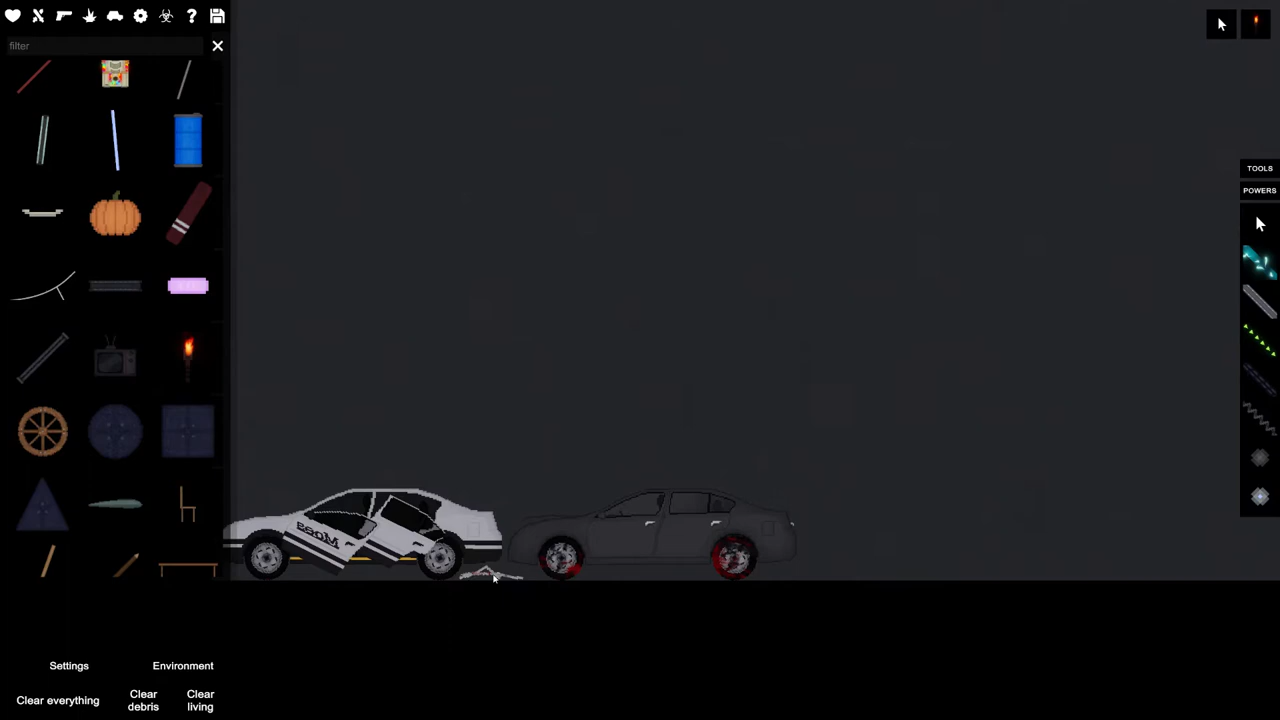 filter
TOOLS
POWERS
Settings
Environment
Clear everything
Clear debris
Clear living